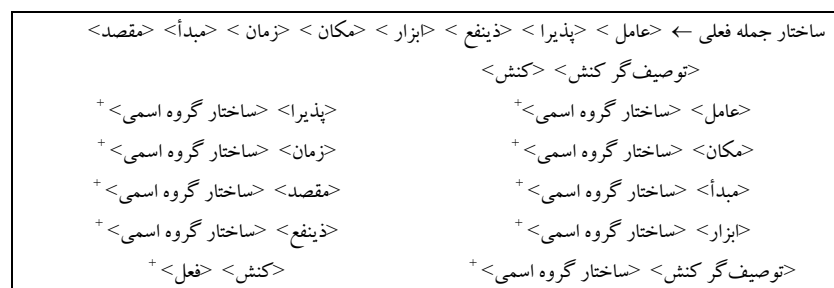 ساختار جمله فعلی ← <عامل> <پذیرا> <ذینفع> <ابزار> <مکان> <زمان> <مبدأ> <مقصد>
<توصیف‌گر کنش> <کنش>
<عامل> <ساختار گروه اسمی>+ <پذیرا> <ساختار گروه اسمی>+
<مکان> <ساختار گروه اسمی>+ <زمان> <ساختار گروه اسمی>+
<مبدأ> <ساختار گروه اسمی>+ <مقصد> <ساختار گروه اسمی>+
<ابزار> <ساختار گروه اسمی>+ <ذینفع> <ساختار گروه اسمی>+
<توصیف‌گر کنش> <ساختار گروه اسمی>+ <کنش> <فعل>+